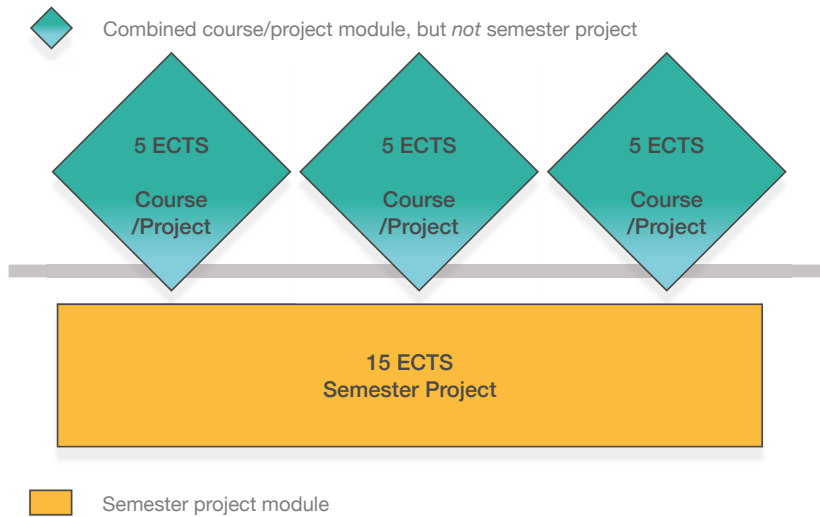 Combined course/project module, but not semester project
5 ECTS
Course
/Project
5 ECTS
Course
/Project
5 ECTS
Course
/Project
15 ECTS
Semester Project
Semester project module